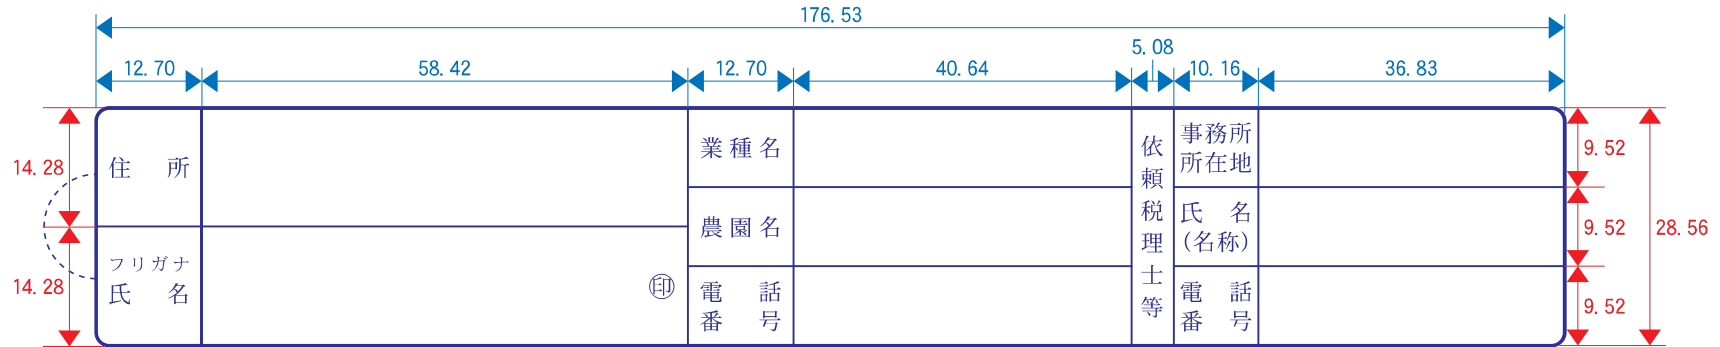 176.53
12.70 58.42 12.70 40.64 5.08 10.16 36.83
14.28
14.28
住所
フリガナ
氏名
㊞
業種名
農園名
電話
番号
依頼税理士等
事務所
所在地
氏名
(名称)
電話
番号
9.52
9.52
9.52
28.56